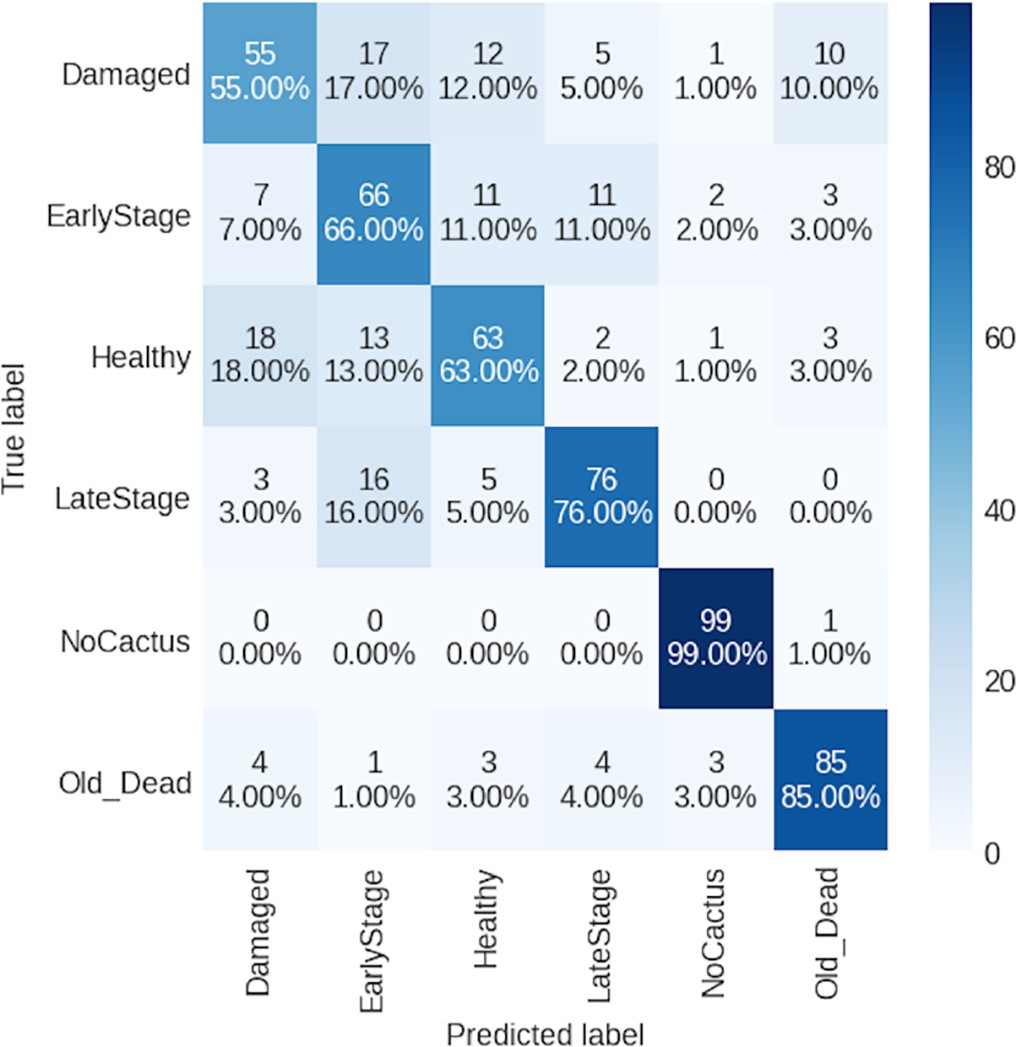 55 17 12 5 1 10
Damaged
55.00% 17.00% 12.00% 5.00% 1.00% 10.00%
80
7 66 11 11 2 3
EarlyStage
7.00% 66.00% 11.00% 11.00% 2.00% 3.00%
60
18 13 63 2 1 3
Healthy
18.00% 13.00% 63.00% 2.00% 1.00% 3.00%
True label
3 16 5 76 0 0
LateStage
3.00% 16.00% 5.00% 76.00% 0.00% 0.00%
40
0 0 0 0 99 1
NoCactus
0.00% 0.00% 0.00% 0.00% 99.00% 1.00%
20
4 1 3 4 3 85
Old_Dead
4.00% 1.00% 3.00% 4.00% 3.00% 85.00%
0
Damaged
EarlyStage
Healthy
LateStage
NoCactus
Old_Dead
Predicted label